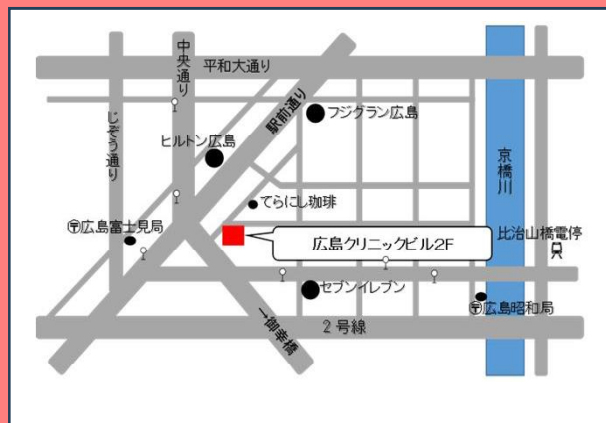 中央通り
平和大通り
じぞう通り
駅前通り
フジグラン広島
ヒルトン広島
京橋川
てらにし珈琲
〒広島富士見局
比治山橋電停
広島クリニックビル2F
セブンイレブン
〒広島昭和局
→御幸橋
2号線